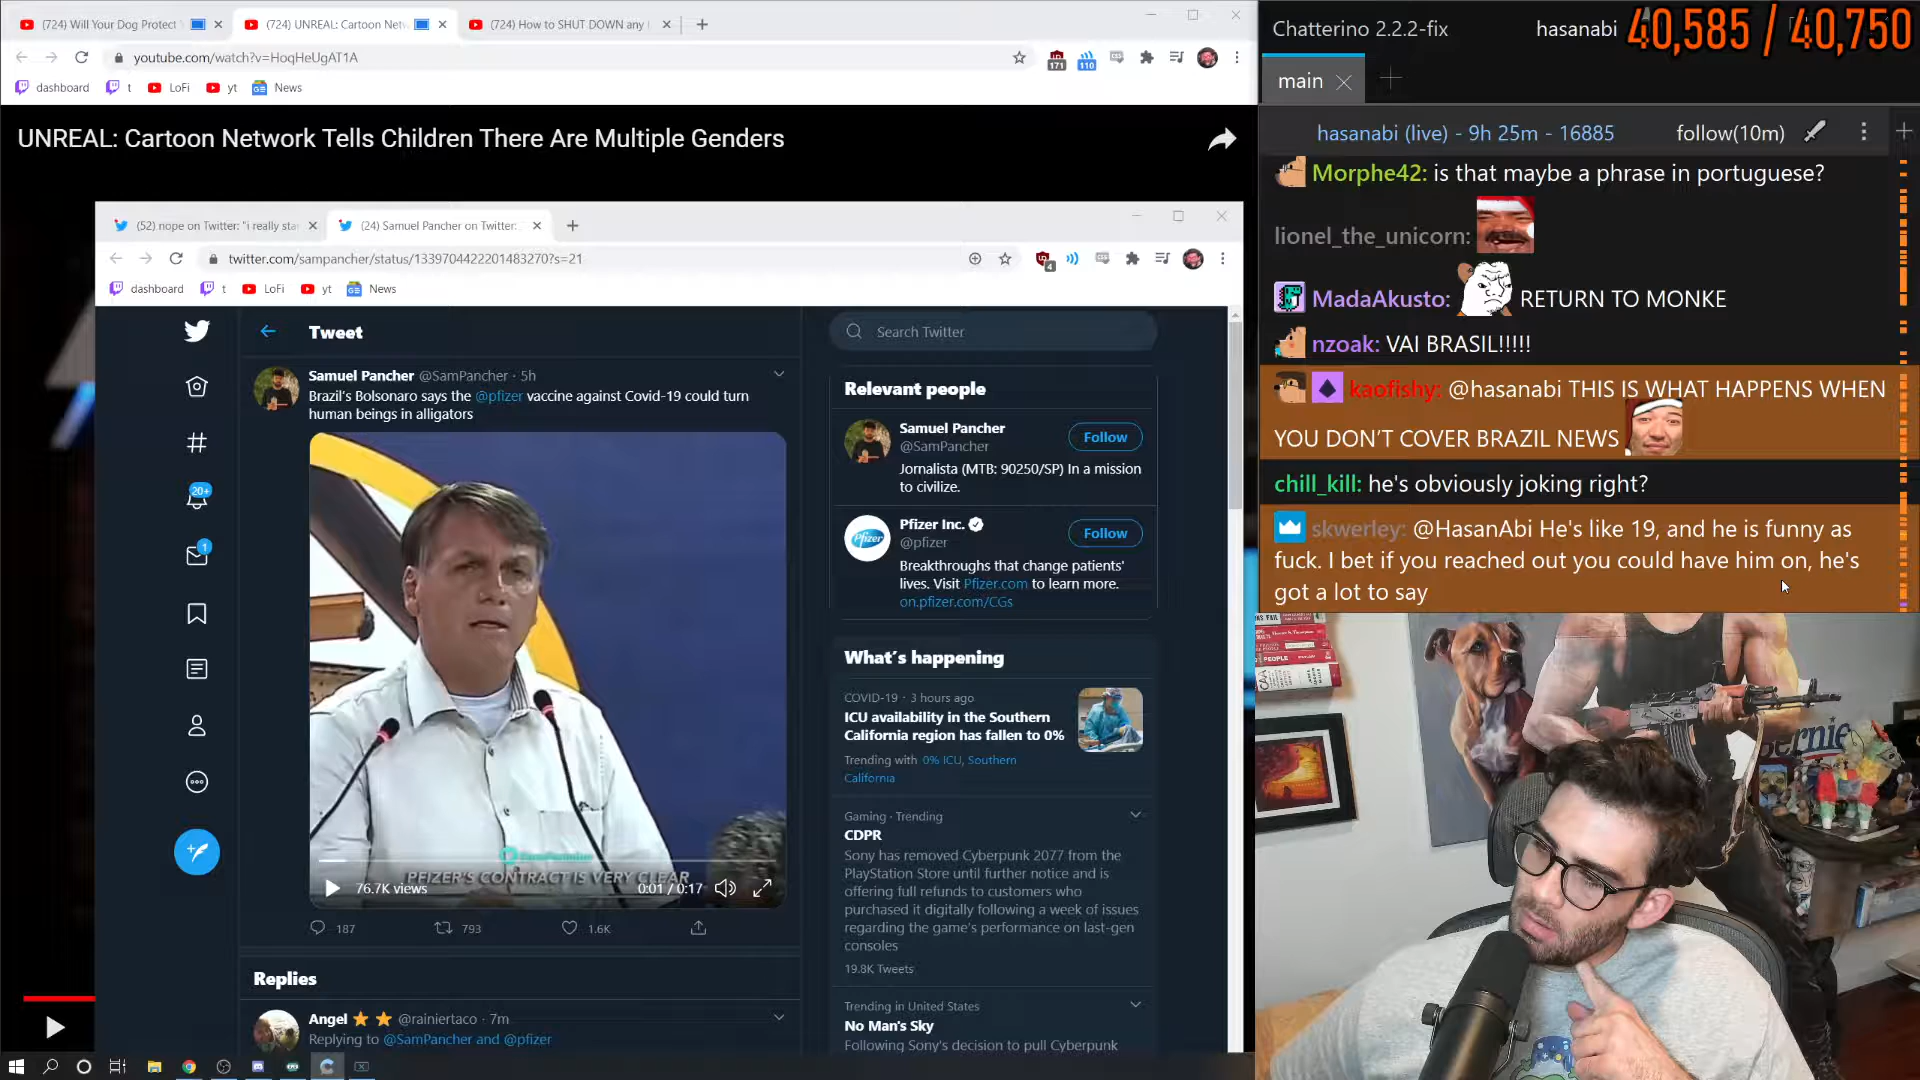 (724) Will Your Dog Protect
(724) UNREAL: Cartoon Netw
(724) How to SHUT DOWN any
youtube.com/watch?v=HoqHeUgAT1A
171
110
dashboard
t
LoFi
yt
News
UNREAL: Cartoon Network Tells Children There Are Multiple Genders
(52) nope on Twitter: "i really sta
(24) Samuel Pancher on Twitter:
twitter.com/sampancher/status/1339704422201483270?s=21
4
dashboard
t
LoFi
yt
News
Tweet
20+
1
Samuel Pancher @SamPancher · 5h
Brazil's Bolsonaro says the @pfizer vaccine against Covid-19 could turn
human beings in alligators
PFIZER'S CONTRACT IS VERY CLEAR
76.7K views
0:01 / 0:17
187
793
1.6K
Replies
Angel @rainiertaco · 7m
Replying to @SamPancher and @pfizer
Search Twitter
Relevant people
Samuel Pancher
@SamPancher
Follow
Jornalista (MTB: 90250/SP) In a mission
to civilize.
Pfizer
Pfizer Inc.
@pfizer
Follow
Breakthroughs that change patients'
lives. Visit Pfizer.com to learn more.
on.pfizer.com/CGs
What's happening
COVID-19 · 3 hours ago
ICU availability in the Southern
California region has fallen to 0%
Trending with 0% ICU, Southern
California
Gaming · Trending
CDPR
Sony has removed Cyberpunk 2077 from the
PlayStation Store until further notice and is
offering full refunds to customers who
purchased it digitally following a week of issues
regarding the game's performance on last-gen
consoles
19.8K Tweets
Trending in United States
No Man's Sky
Following Sony's decision to pull Cyberpunk
Chatterino 2.2.2-fix
hasanabi
40,585 / 40,750
main
hasanabi (live) - 9h 25m - 16885
follow(10m)
Morphe42: is that maybe a phrase in portuguese?
lionel_the_unicorn:
MadaAkusto: RETURN TO MONKE
nzoak: VAI BRASIL!!!!!
kaofishy: @hasanabi THIS IS WHAT HAPPENS WHEN
YOU DON'T COVER BRAZIL NEWS
chill_kill: he's obviously joking right?
skwerley: @HasanAbi He's like 19, and he is funny as
fuck. I bet if you reached out you could have him on, he's
got a lot to say
PEOPLE
Bernie